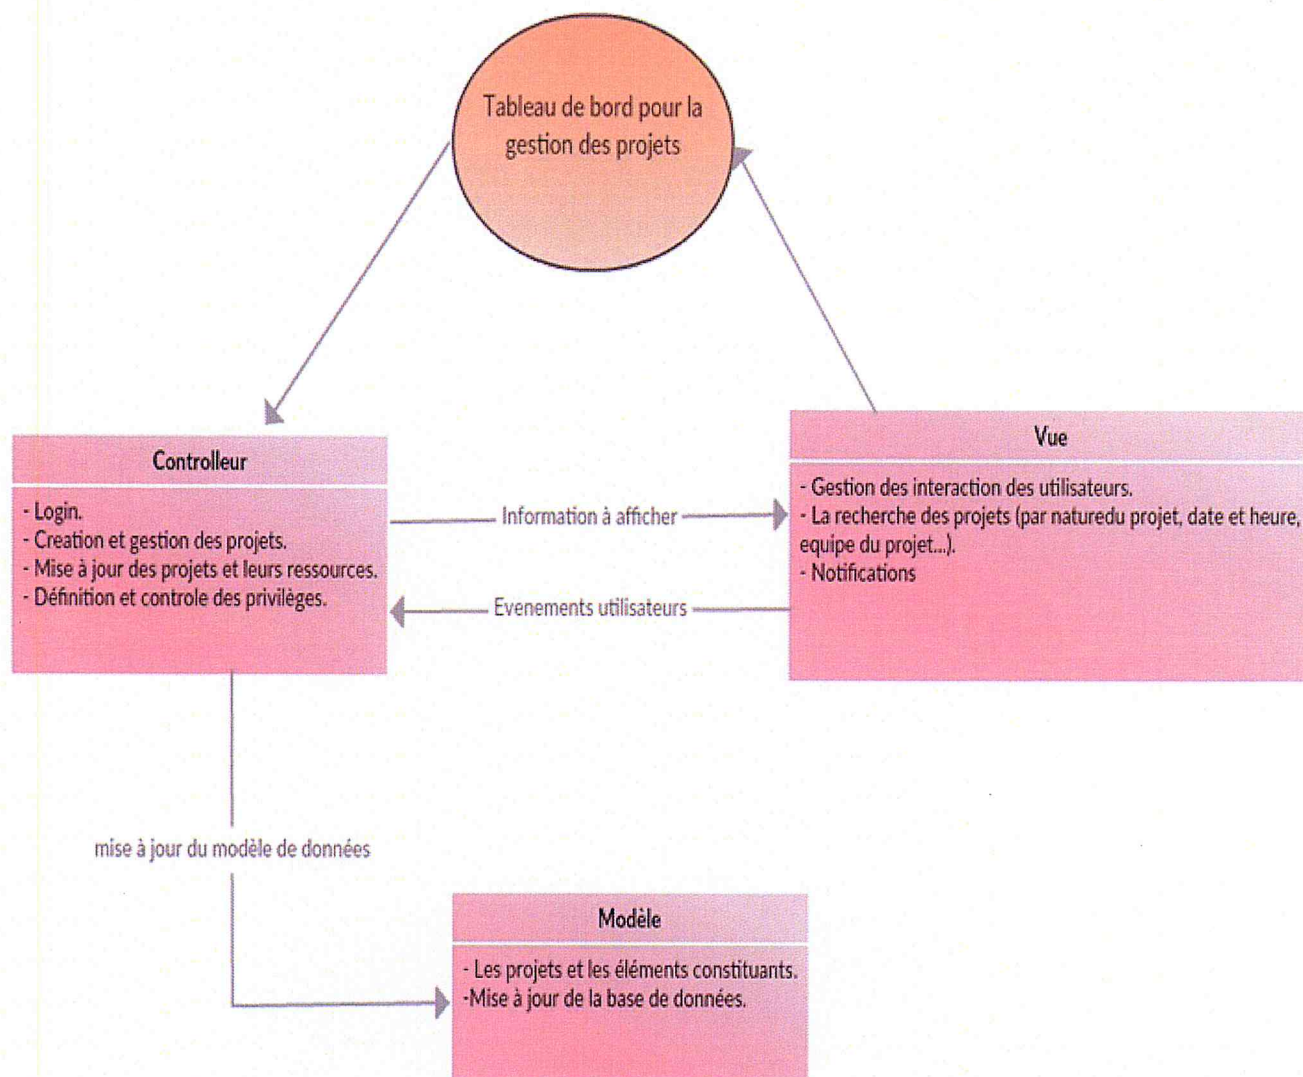 Tableau de bord pour la
gestion des projets
Controlleur
- Login.
- Creation et gestion des projets.
- Mise à jour des projets et leurs ressources.
- Définition et controle des privilèges.
Information à afficher
Evenements utilisateurs
Vue
- Gestion des interaction des utilisateurs.
- La recherche des projets (par naturedu projet, date et heure,
equipe du projet...).
- Notifications
mise à jour du modèle de données
Modèle
- Les projets et les éléments constituants.
-Mise à jour de la base de données.